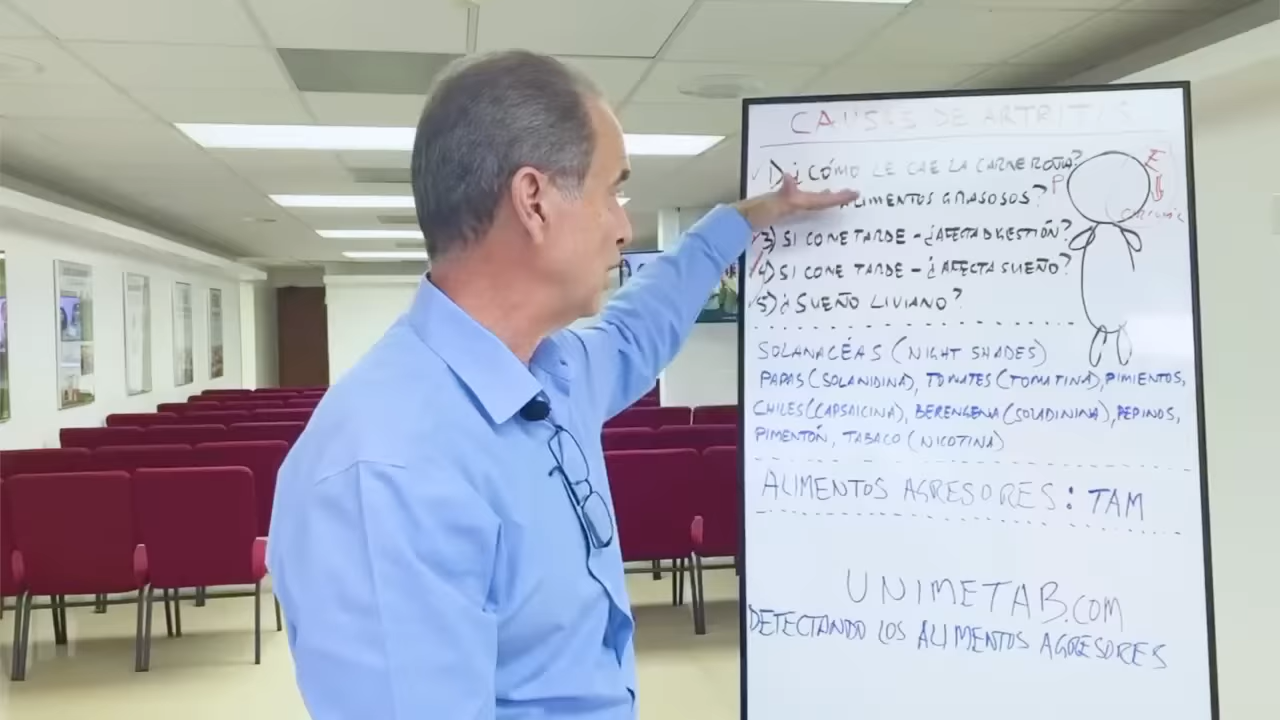 CAUSAS DE ARTRITIS
1) ¿CÓMO LE CAE LA CARNE ROJA?
ALIMENTOS GRASOSOS?
3) SI COME TARDE - ¿AFECTA DIGESTIÓN?
4) SI COME TARDE - ¿AFECTA SUEÑO?
5) ¿SUEÑO LIVIANO?
P
E
SOLANACÉAS (NIGHT SHADES)
PAPAS (SOLANIDINA), TOMATES (TOMATINA), PIMIENTOS,
CHILES (CAPSAICINA), BERENGENA (SOLADININA), PEPINOS,
PIMENTÓN, TABACO (NICOTINA)
ALIMENTOS AGRESORES: TAM
UNIMETAB.COM
DETECTANDO LOS ALIMENTOS AGRESORES